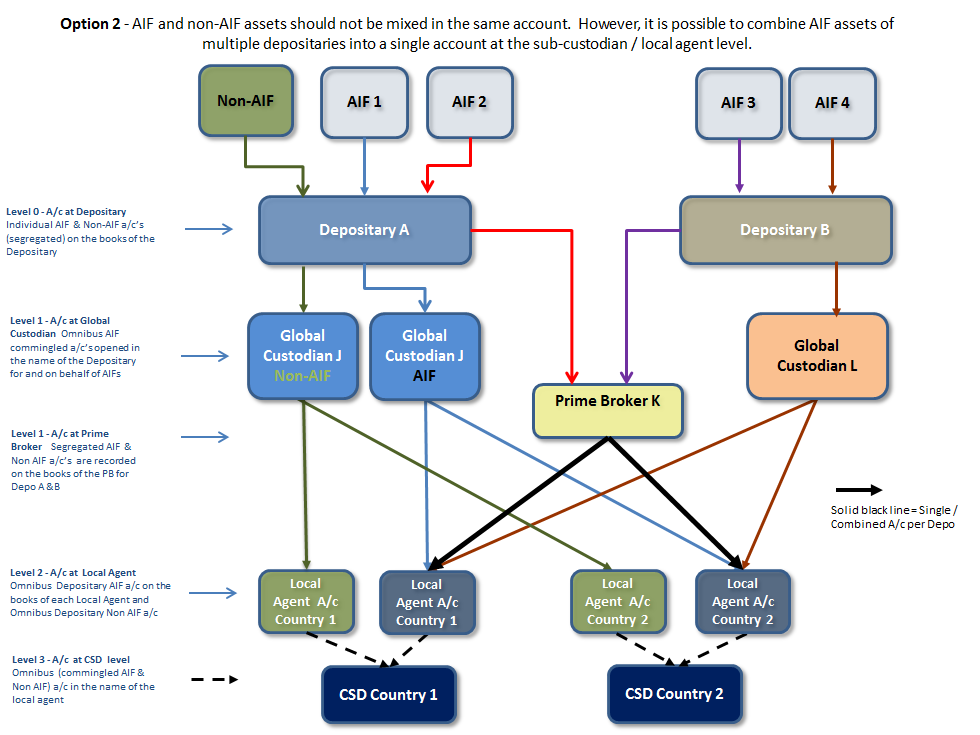 Option 2 - AIF and non-AIF assets should not be mixed in the same account.  However, it is possible to combine AIF assets of
multiple depositaries into a single account at the sub-custodian / local agent level.
Non-AIF
AIF 1
AIF 2
AIF 3
AIF 4
Level 0 - A/c at Depositary
Individual AIF & Non-AIF a/c's
(segregated) on the books of the
Depositary
Depositary A
Depositary B
Level 1 - A/c at Global
Custodian  Omnibus AIF
commingled a/c's opened in
the name of the Depositary
for and on behalf of AIFs
Global
Custodian J
Non-AIF
Global
Custodian J
AIF
Global
Custodian L
Prime Broker K
Level 1 - A/c at Prime
Broker   Segregated AIF &
Non AIF a/c's  are recorded
on the books of the PB for
Depo A & B
Solid black line = Single /
Combined A/c per Depo
Level 2 - A/c at  Local Agent
Omnibus  Depositary AIF a/c on the
books of each Local Agent and
Omnibus Depositary Non AIF a/c
Local
Agent  A/c
Country 1
Local
Agent A/c
Country 1
Local
Agent  A/c
Country 2
Local
Agent A/c
Country 2
Level 3 - A/c  at CSD  level
Omnibus  (commingled AIF &
Non AIF) a/c in the name of the
local agent
CSD Country 1
CSD Country 2